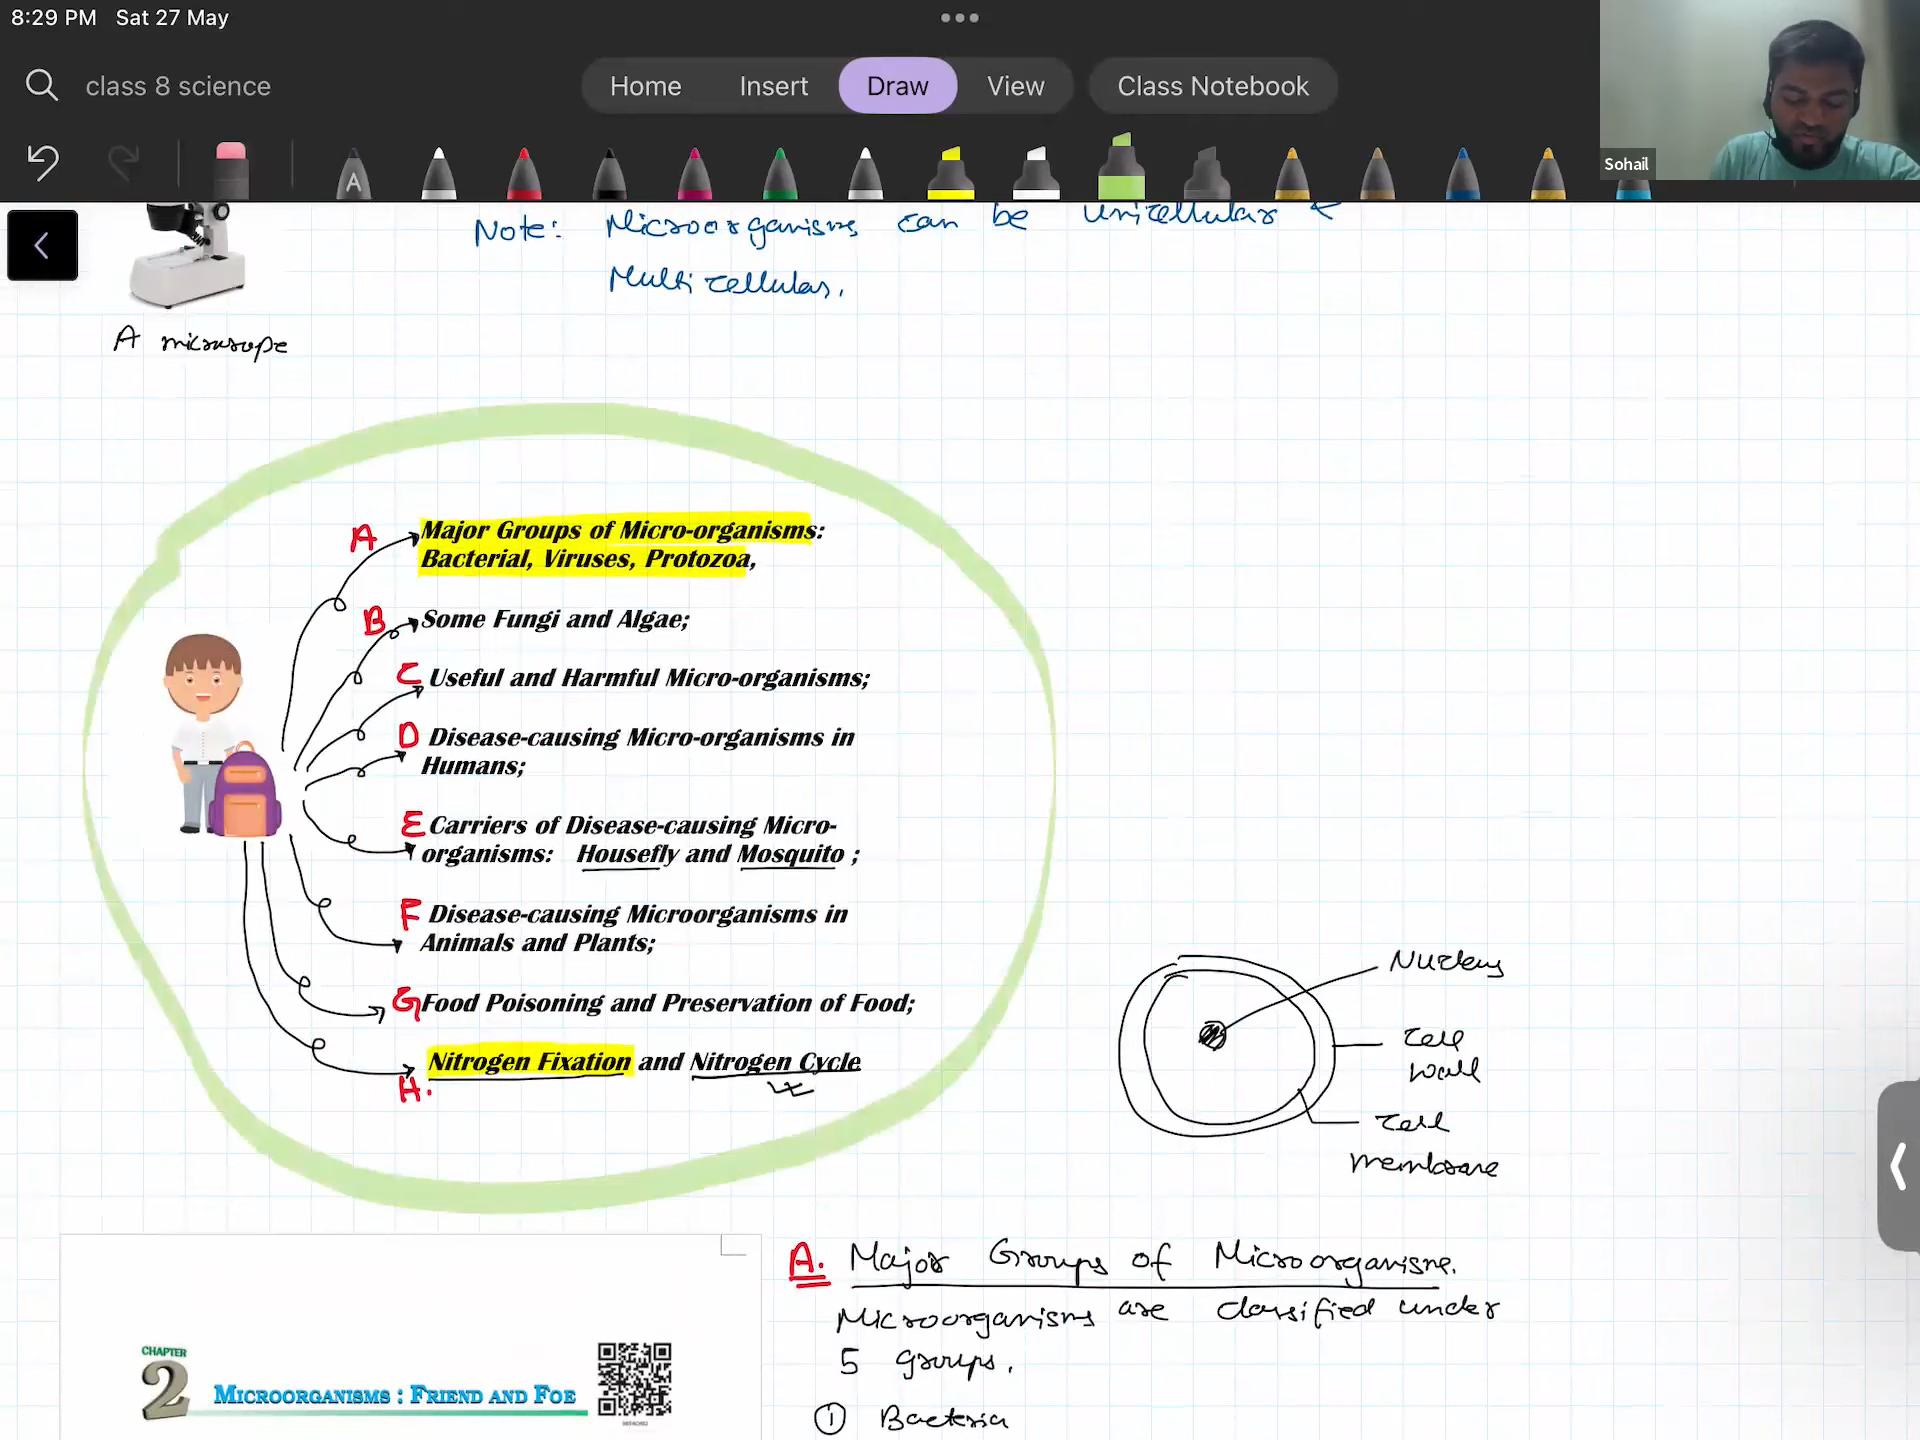 8:29 PM Sat 27 May
class 8 science
Home Insert Draw View Class Notebook
A
Sohail
Note: Microorganisms can be Unicellular &
Multicellular.
A microscope
A Major Groups of Micro-organisms:
Bacterial, Viruses, Protozoa,
B Some Fungi and Algae;
C Useful and Harmful Micro-organisms;
D Disease-causing Micro-organisms in
Humans;
E Carriers of Disease-causing Micro-
organisms: Housefly and Mosquito ;
F Disease-causing Microorganisms in
Animals and Plants;
G Food Poisoning and Preservation of Food;
H. Nitrogen Fixation and Nitrogen Cycle
Nucleus
Cell
wall
Cell
membrane
A. Major Groups of Microorganisms.
Microorganisms are classified under
5 groups.
① Bacteria
CHAPTER
2
MICROORGANISMS : FRIEND AND FOE